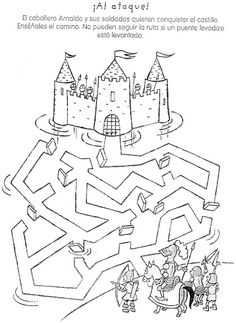 ¡Al ataque!
El caballero Arnaldo y sus soldados quieren conquistar el castillo.
Enséñales el camino. No pueden seguir la ruta si un puente levadizo
está levantado.